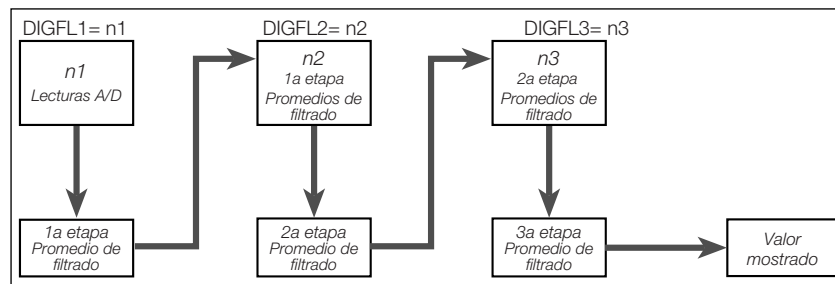 DIGFL1= n1
DIGFL2= n2
DIGFL3= n3
n1
Lecturas A/D
n2
1a etapa
Promedios de
filtrado
n3
2a etapa
Promedios de
filtrado
1a etapa
Promedio de
filtrado
2a etapa
Promedio de
filtrado
3a etapa
Promedio de
filtrado
Valor
mostrado